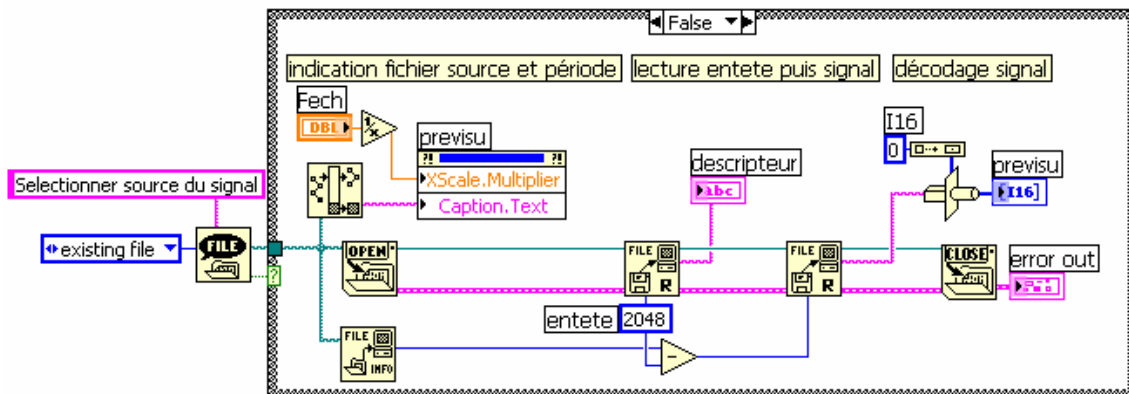 False
indication fichier source et période
lecture entete puis signal
décodage signal
Fech
DBL
1/x
previsu
XScale.Multiplier
Caption.Text
descripteur
abc
I16
0
previsu
I16]
Selectionner source du signal
existing file
FILE
?
OPEN
FILE
R
FILE
R
CLOSE
error out
entete
2048
FILE
INFO